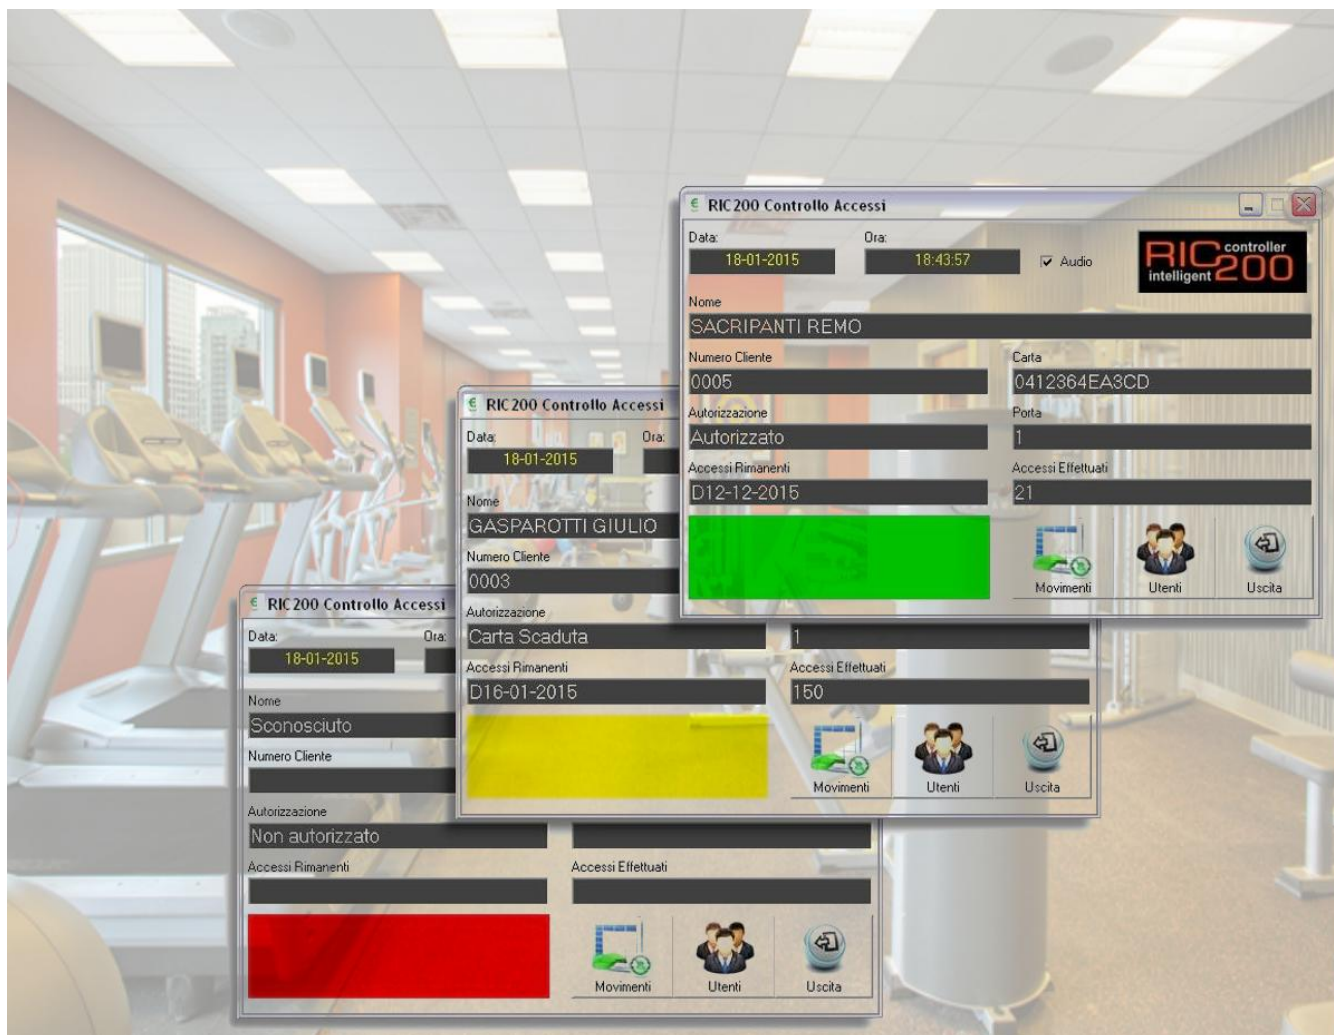 RIC200 Controllo Accessi
Data: Ora:
18-01-2015 18:43:57 Audio
RIC controller
intelligent 200
Nome
SACRIPANTI REMO
Numero Cliente Carta
0005 0412364EA3CD
Autorizzazione Porta
Autorizzato 1
Accessi Rimanenti Accessi Effettuati
D12-12-2015 21
Movimenti Utenti Uscita
RIC200 Controllo Accessi
Data: Ora:
18-01-2015
Nome
GASPAROTTI GIULIO
Numero Cliente
0003
Autorizzazione
Carta Scaduta 1
Accessi Rimanenti Accessi Effettuati
D16-01-2015 150
Movimenti Utenti Uscita
RIC200 Controllo Accessi
Data: Ora:
18-01-2015
Nome
Sconosciuto
Numero Cliente
Autorizzazione
Non autorizzato
Accessi Rimanenti Accessi Effettuati
Movimenti Utenti Uscita